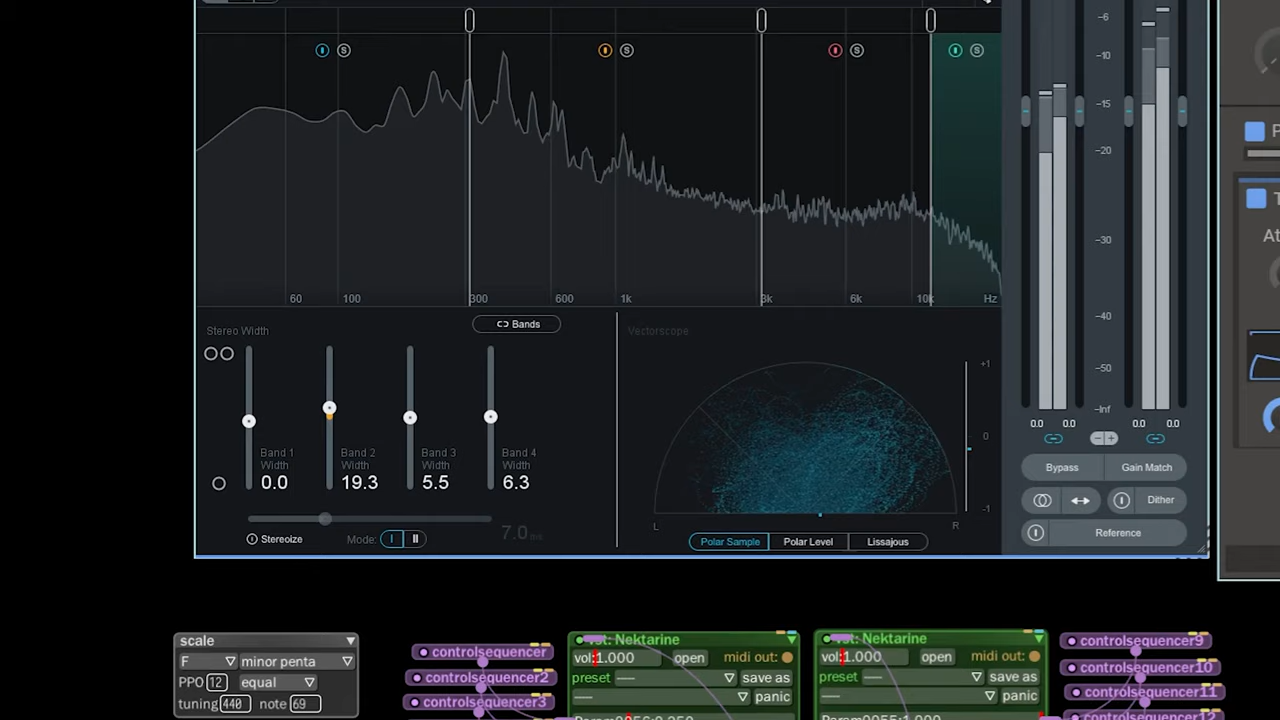 S S S S
-6
-10
-15
-20
-30
-40
-50
-Inf
60 100 300 600 1k 3k 6k 10k Hz
Stereo Width
Bands
Band 1 Width 0.0
Band 2 Width 19.3
Band 3 Width 5.5
Band 4 Width 6.3
Stereoize Mode: I II 7.0 ms
Vectorscope
+1
0
-1
L R
Polar Sample Polar Level Lissajous
0.0 0.0 0.0 0.0
Bypass Gain Match
Dither
Reference
P
T
At
scale
F minor penta
PPO 12 equal
tuning 440 note 69
controlsequencer
controlsequencer2
controlsequencer3
vst: Nektarine
vol:1.000 open midi out:
preset ---- save as
---- panic
vst: Nektarine
vol:1.000 open midi out:
preset ---- save as
---- panic
controlsequencer9
controlsequencer10
controlsequencer11